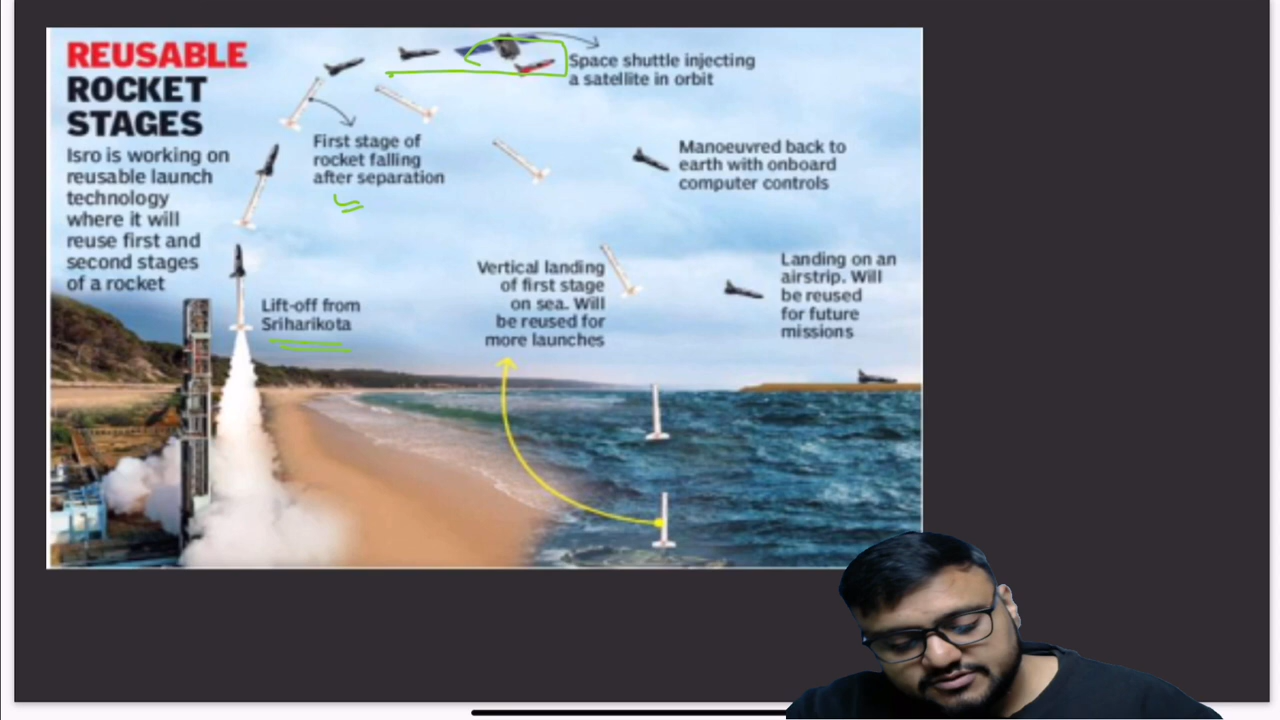 REUSABLE
ROCKET
STAGES
Isro is working on
reusable launch
technology
where it will
reuse first and
second stages
of a rocket
Space shuttle injecting
a satellite in orbit
First stage of
rocket falling
after separation
Manoeuvred back to
earth with onboard
computer controls
Lift-off from
Sriharikota
Vertical landing
of first stage
on sea. Will
be reused for
more launches
Landing on an
airstrip. Will
be reused
for future
missions